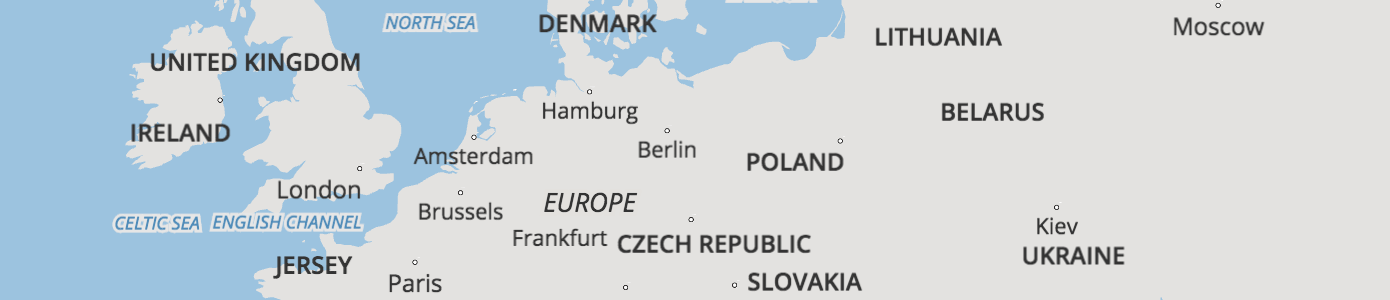 NORTH SEA
DENMARK
Moscow
LITHUANIA
UNITED KINGDOM
Hamburg
BELARUS
IRELAND
Amsterdam
Berlin
POLAND
London
EUROPE
Brussels
CELTIC SEA
ENGLISH CHANNEL
Kiev
Frankfurt
CZECH REPUBLIC
UKRAINE
JERSEY
Paris
SLOVAKIA